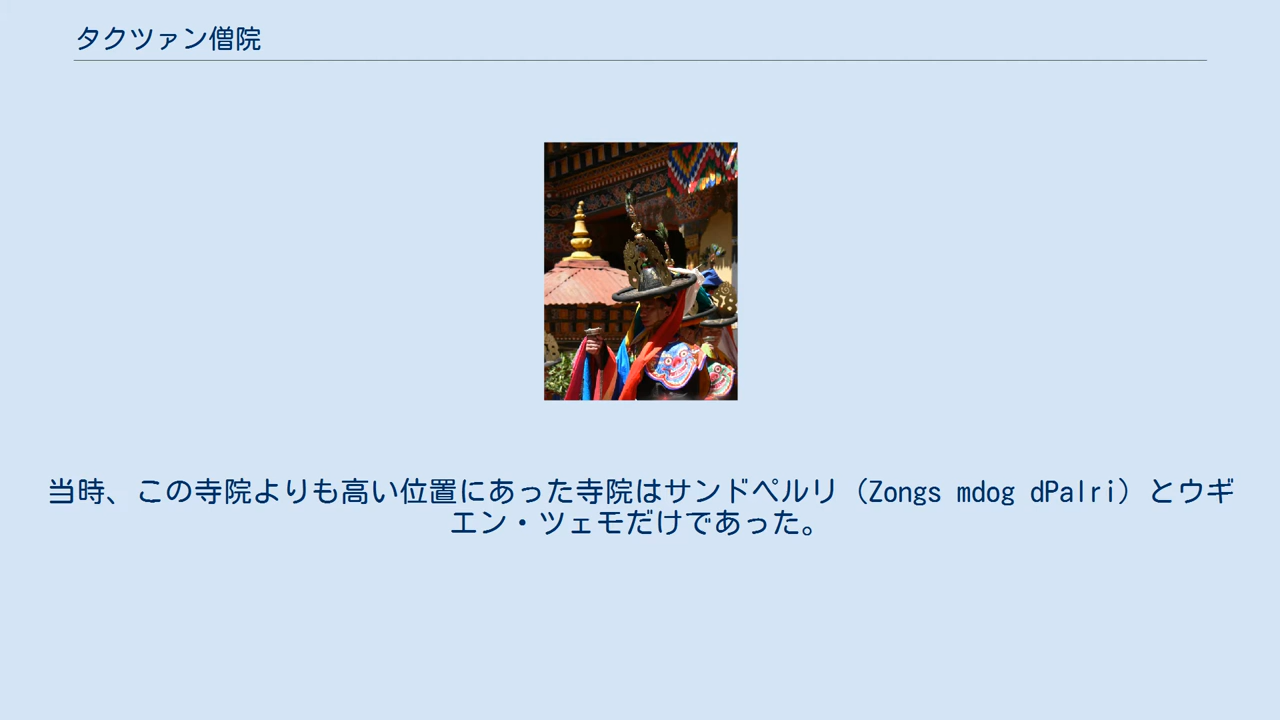 タクツァン僧院
当時、この寺院よりも高い位置にあった寺院はサンドペルリ（Zongs mdog dPalri）とウギ
エン・ツェモだけであった。